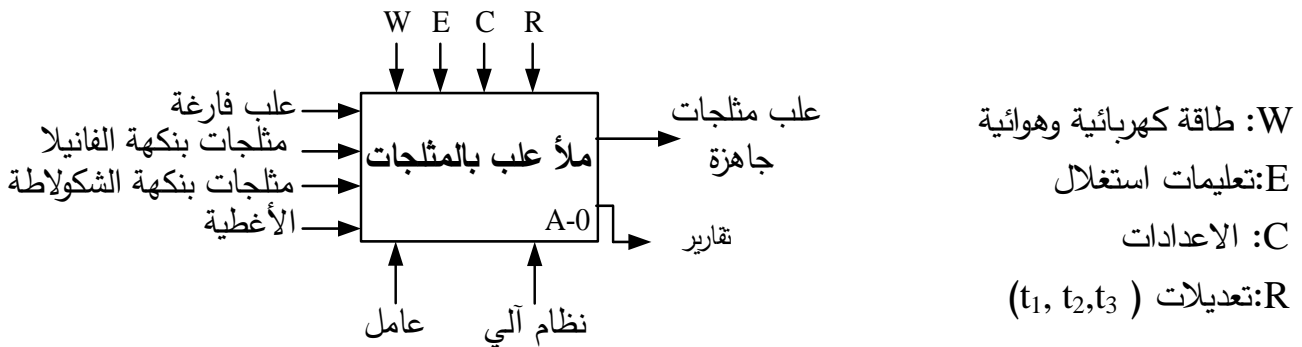 W E C R
علب فارغة
مثلجات بنكهة الفانيلا
مثلجات بنكهة الشكولاطة
الأغطية
ملأ علب بالمثلجات
A-0
علب مثلجات
جاهزة
تقارير
عامل
نظام آلي
W: طاقة كهربائية وهوائية
E:تعليمات استغلال
C: الاعدادات
R:تعديلات ( t₁, t₂,t₃)